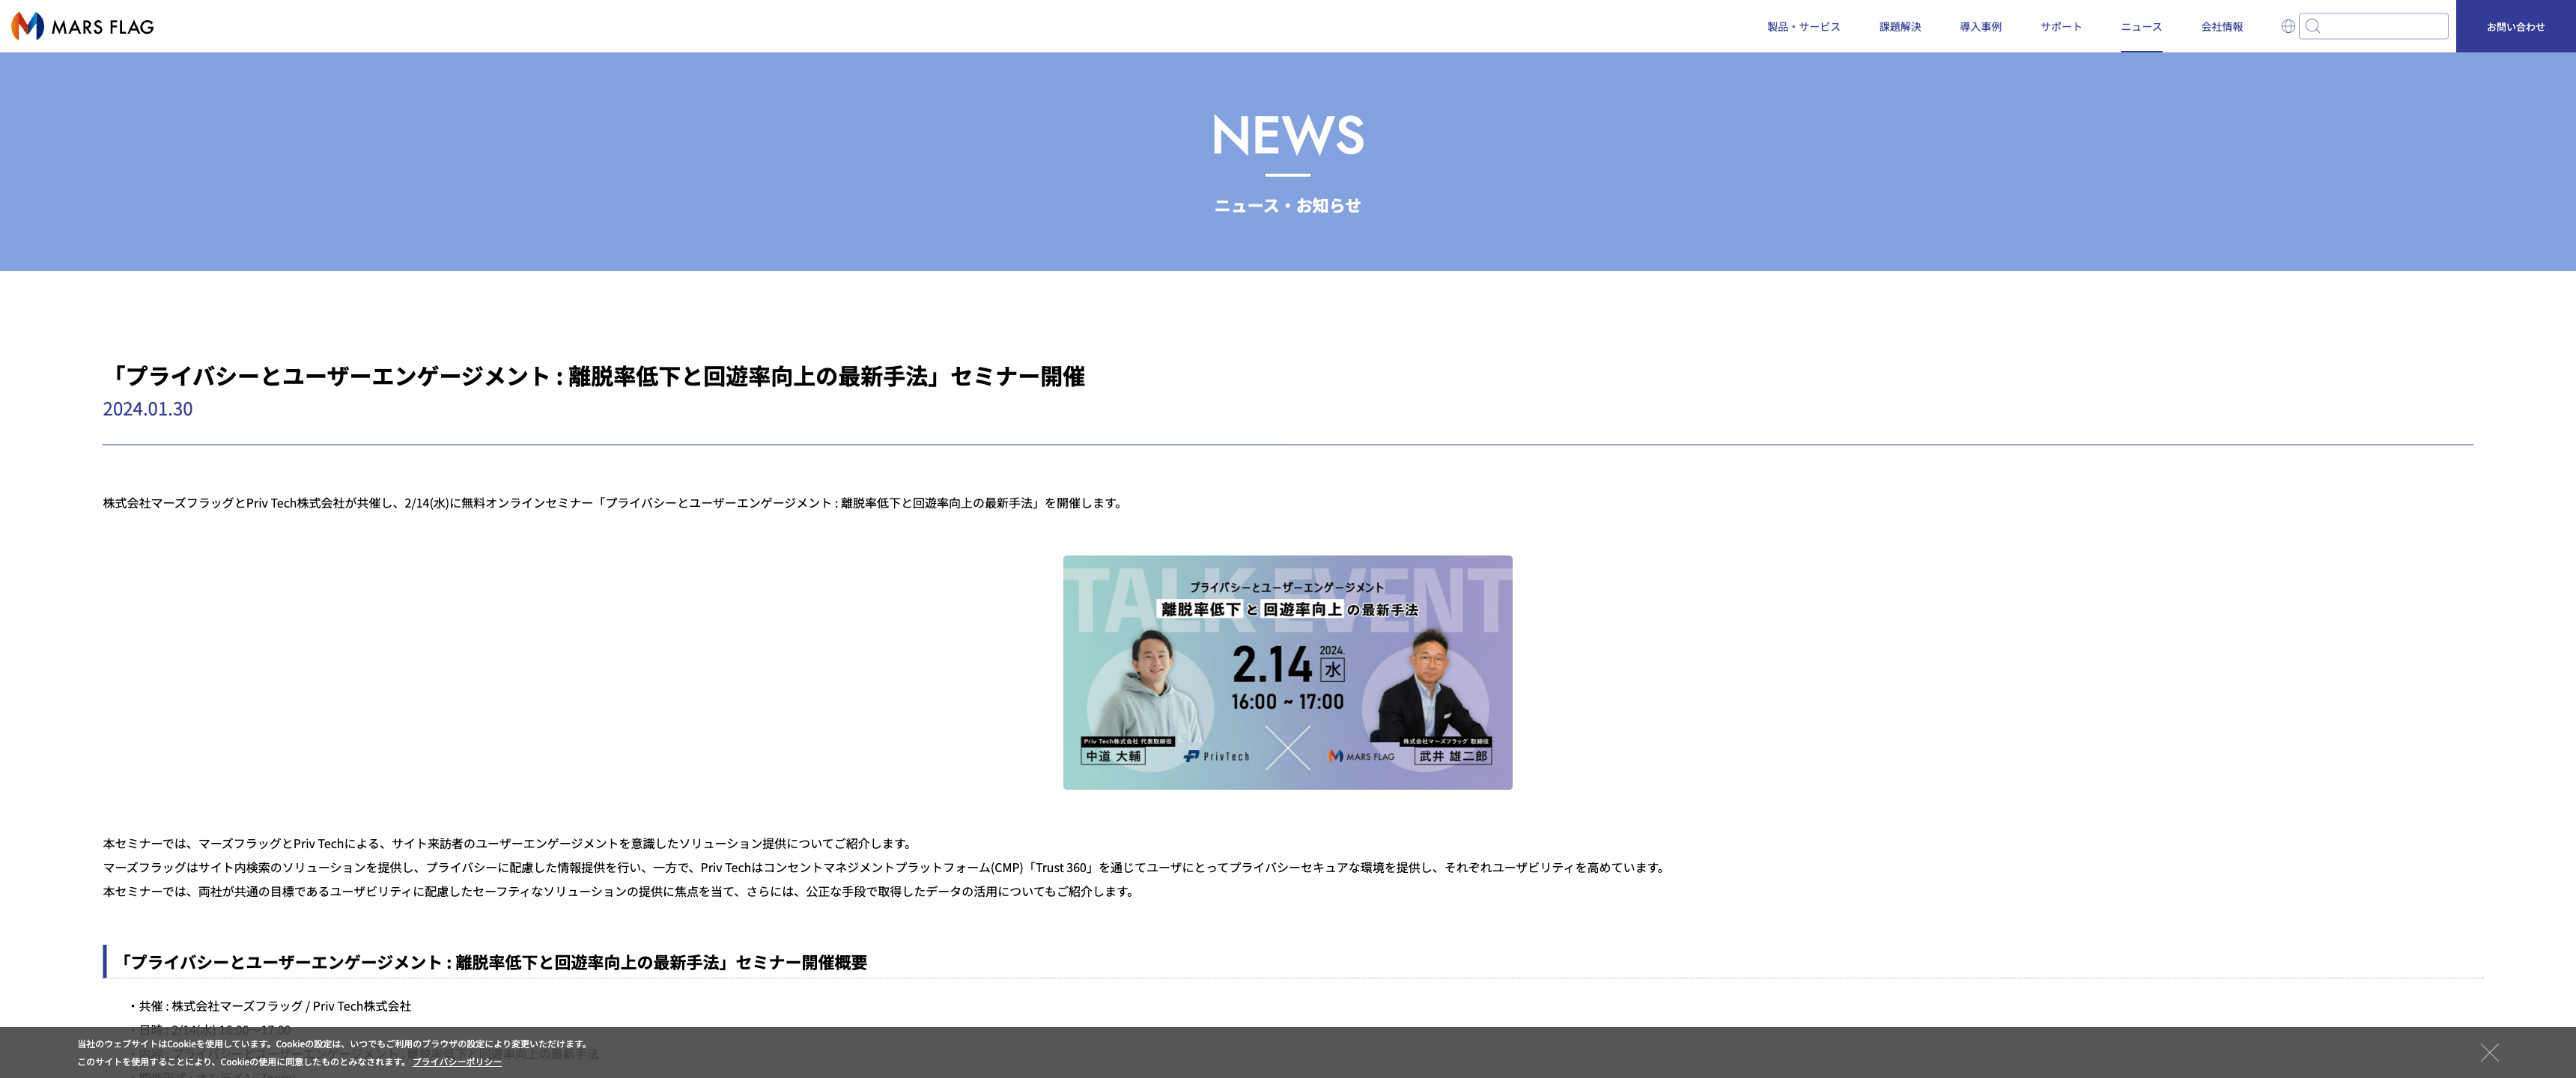 MARS FLAG
製品・サービス 課題解決 導入事例 サポート ニュース 会社情報 お問い合わせ
NEWS
ニュース・お知らせ
「プライバシーとユーザーエンゲージメント : 離脱率低下と回遊率向上の最新手法」セミナー開催
2024.01.30
株式会社マーズフラッグとPriv Tech株式会社が共催し、2/14(水)に無料オンラインセミナー「プライバシーとユーザーエンゲージメント : 離脱率低下と回遊率向上の最新手法」を開催します。
TALK EVENT
プライバシーとユーザーエンゲージメント
離脱率低下 と 回遊率向上 の最新手法
2.14 2024. 水
16:00 ~ 17:00
Priv Tech株式会社 代表取締役
中道 大輔
PrivTech
MARS FLAG
株式会社マーズフラッグ 取締役
武井 雄二郎
本セミナーでは、マーズフラッグとPriv Techによる、サイト来訪者のユーザーエンゲージメントを意識したソリューション提供についてご紹介します。
マーズフラッグはサイト内検索のソリューションを提供し、プライバシーに配慮した情報提供を行い、一方で、Priv Techはコンセントマネジメントプラットフォーム(CMP)「Trust 360」を通じてユーザにとってプライバシーセキュアな環境を提供し、それぞれユーザビリティを高めています。
本セミナーでは、両社が共通の目標であるユーザビリティに配慮したセーフティなソリューションの提供に焦点を当て、さらには、公正な手段で取得したデータの活用についてもご紹介します。
「プライバシーとユーザーエンゲージメント : 離脱率低下と回遊率向上の最新手法」セミナー開催概要
・共催 : 株式会社マーズフラッグ / Priv Tech株式会社
・日時 : 2/14(水) 16:00～17:00
・内容 : プライバシーとユーザーエンゲージメント : 離脱率低下と回遊率向上の最新手法
当社のウェブサイトはCookieを使用しています。Cookieの設定は、いつでもご利用のブラウザの設定により変更いただけます。
このサイトを使用することにより、Cookieの使用に同意したものとみなされます。 プライバシーポリシー